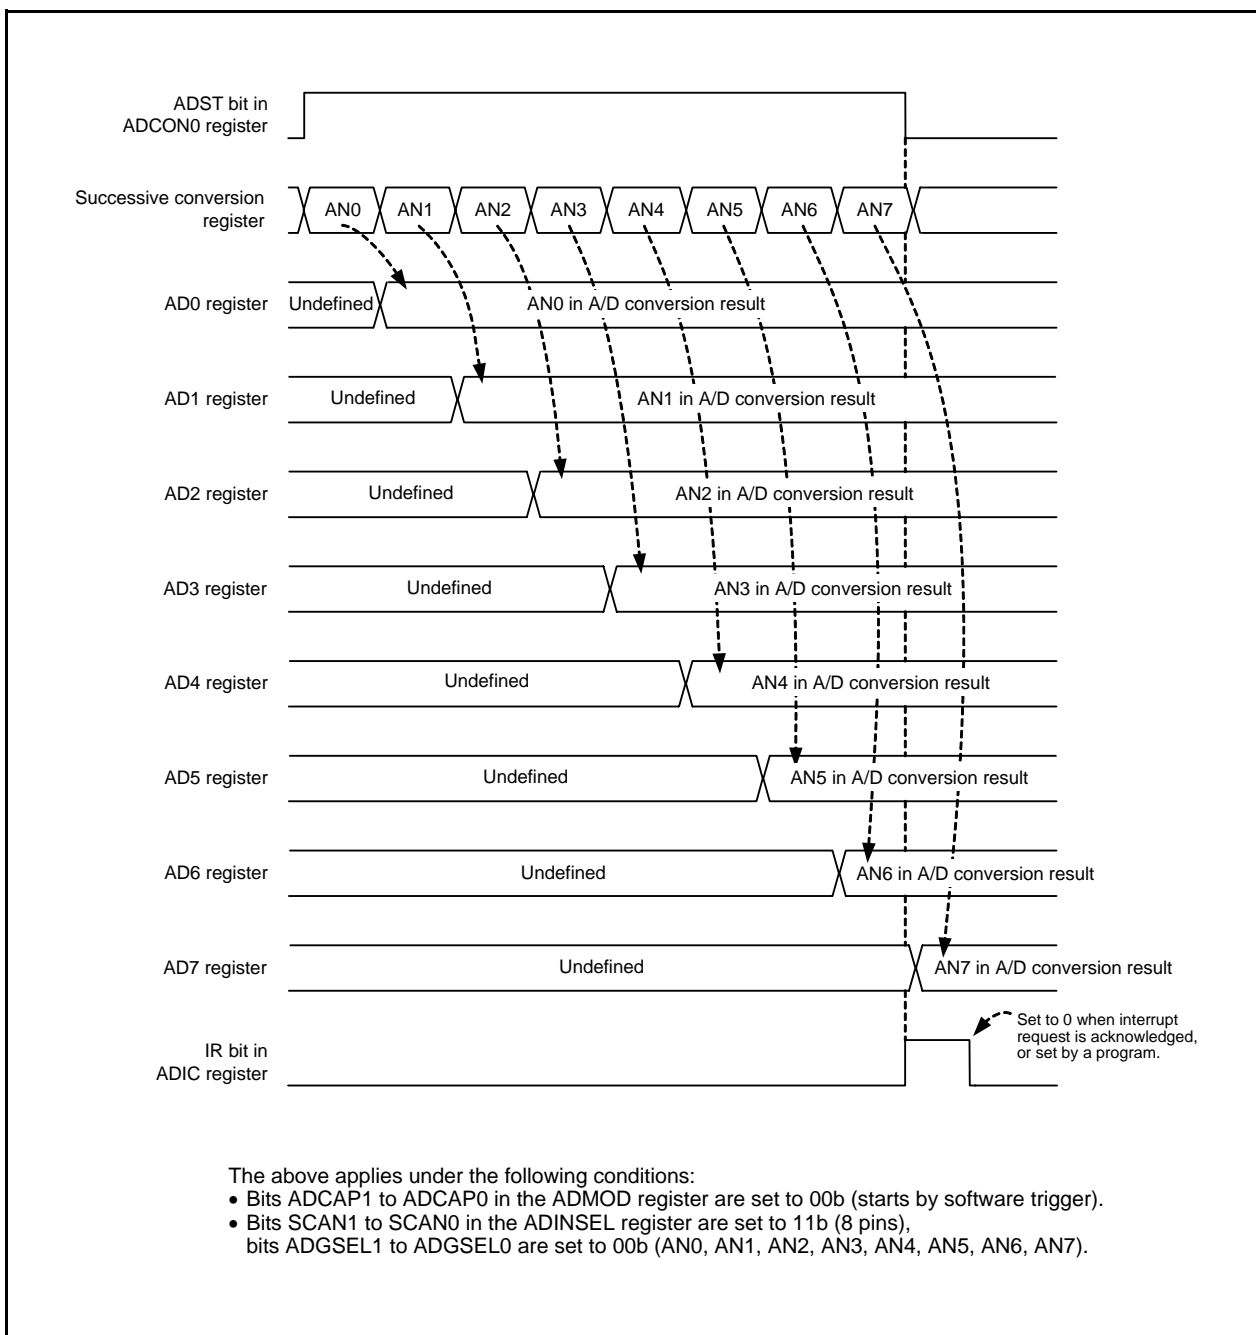 ADST bit in
ADCON0 register
Successive conversion
register
AN0 AN1 AN2 AN3 AN4 AN5 AN6 AN7
AD0 register
Undefined
AN0 in A/D conversion result
AD1 register
Undefined
AN1 in A/D conversion result
AD2 register
Undefined
AN2 in A/D conversion result
AD3 register
Undefined
AN3 in A/D conversion result
AD4 register
Undefined
AN4 in A/D conversion result
AD5 register
Undefined
AN5 in A/D conversion result
AD6 register
Undefined
AN6 in A/D conversion result
AD7 register
Undefined
AN7 in A/D conversion result
IR bit in
ADIC register
Set to 0 when interrupt
request is acknowledged,
or set by a program.
The above applies under the following conditions:
• Bits ADCAP1 to ADCAP0 in the ADMOD register are set to 00b (starts by software trigger).
• Bits SCAN1 to SCAN0 in the ADINSEL register are set to 11b (8 pins),
bits ADGSEL1 to ADGSEL0 are set to 00b (AN0, AN1, AN2, AN3, AN4, AN5, AN6, AN7).